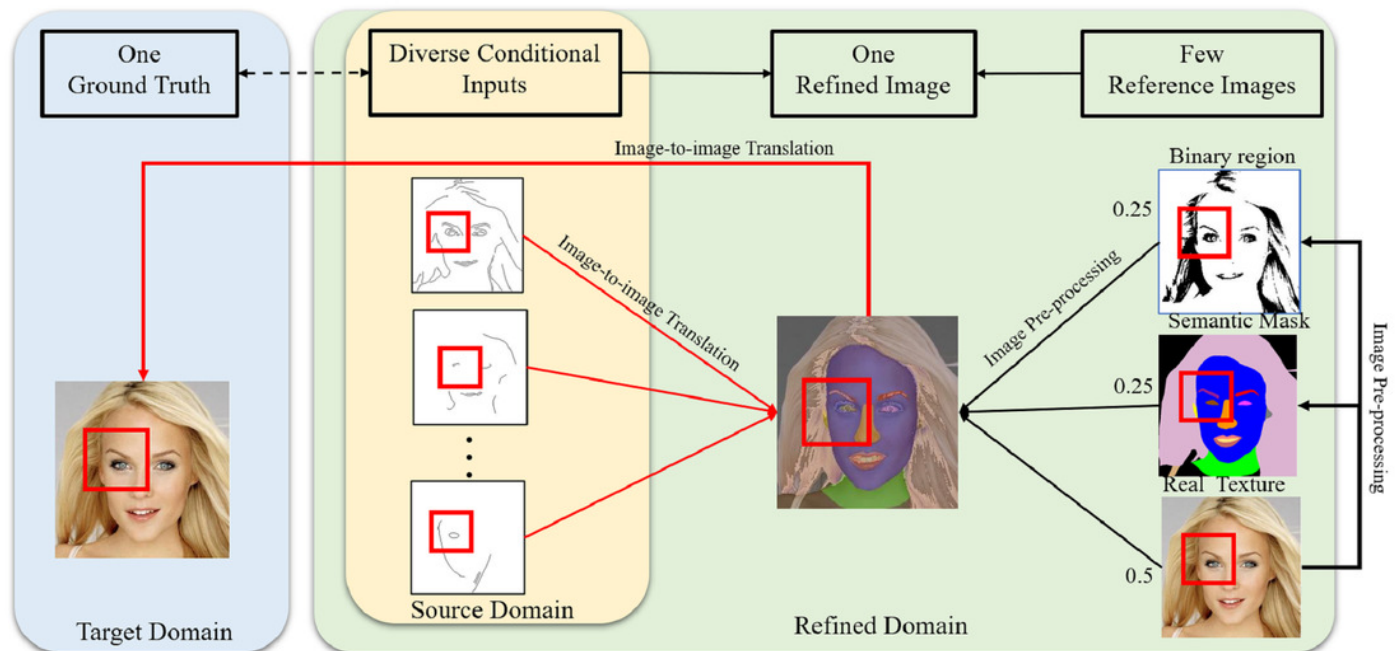 One
Ground Truth
Diverse Conditional
Inputs
One
Refined Image
Few
Reference Images
Image-to-image Translation
Binary region
0.25
Image-to-image Translation
Image Pre-processing
Semantic Mask
0.25
Image Pre-processing
Real Texture
0.5
Source Domain
Target Domain
Refined Domain